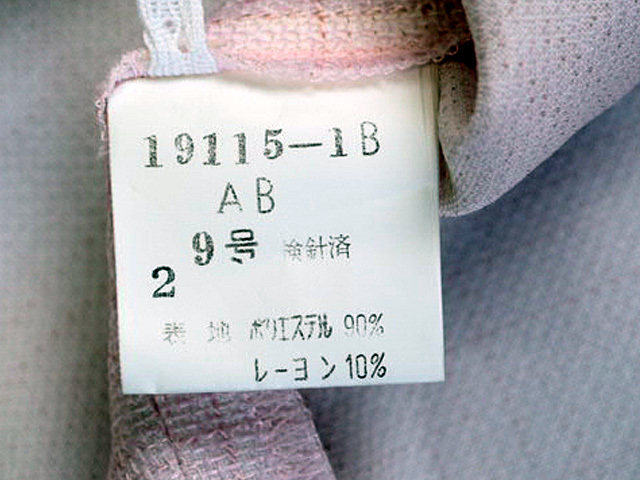 19115-1B
AB
9号 検針済
2
表地 ポリエステル 90%
レーヨン 10%